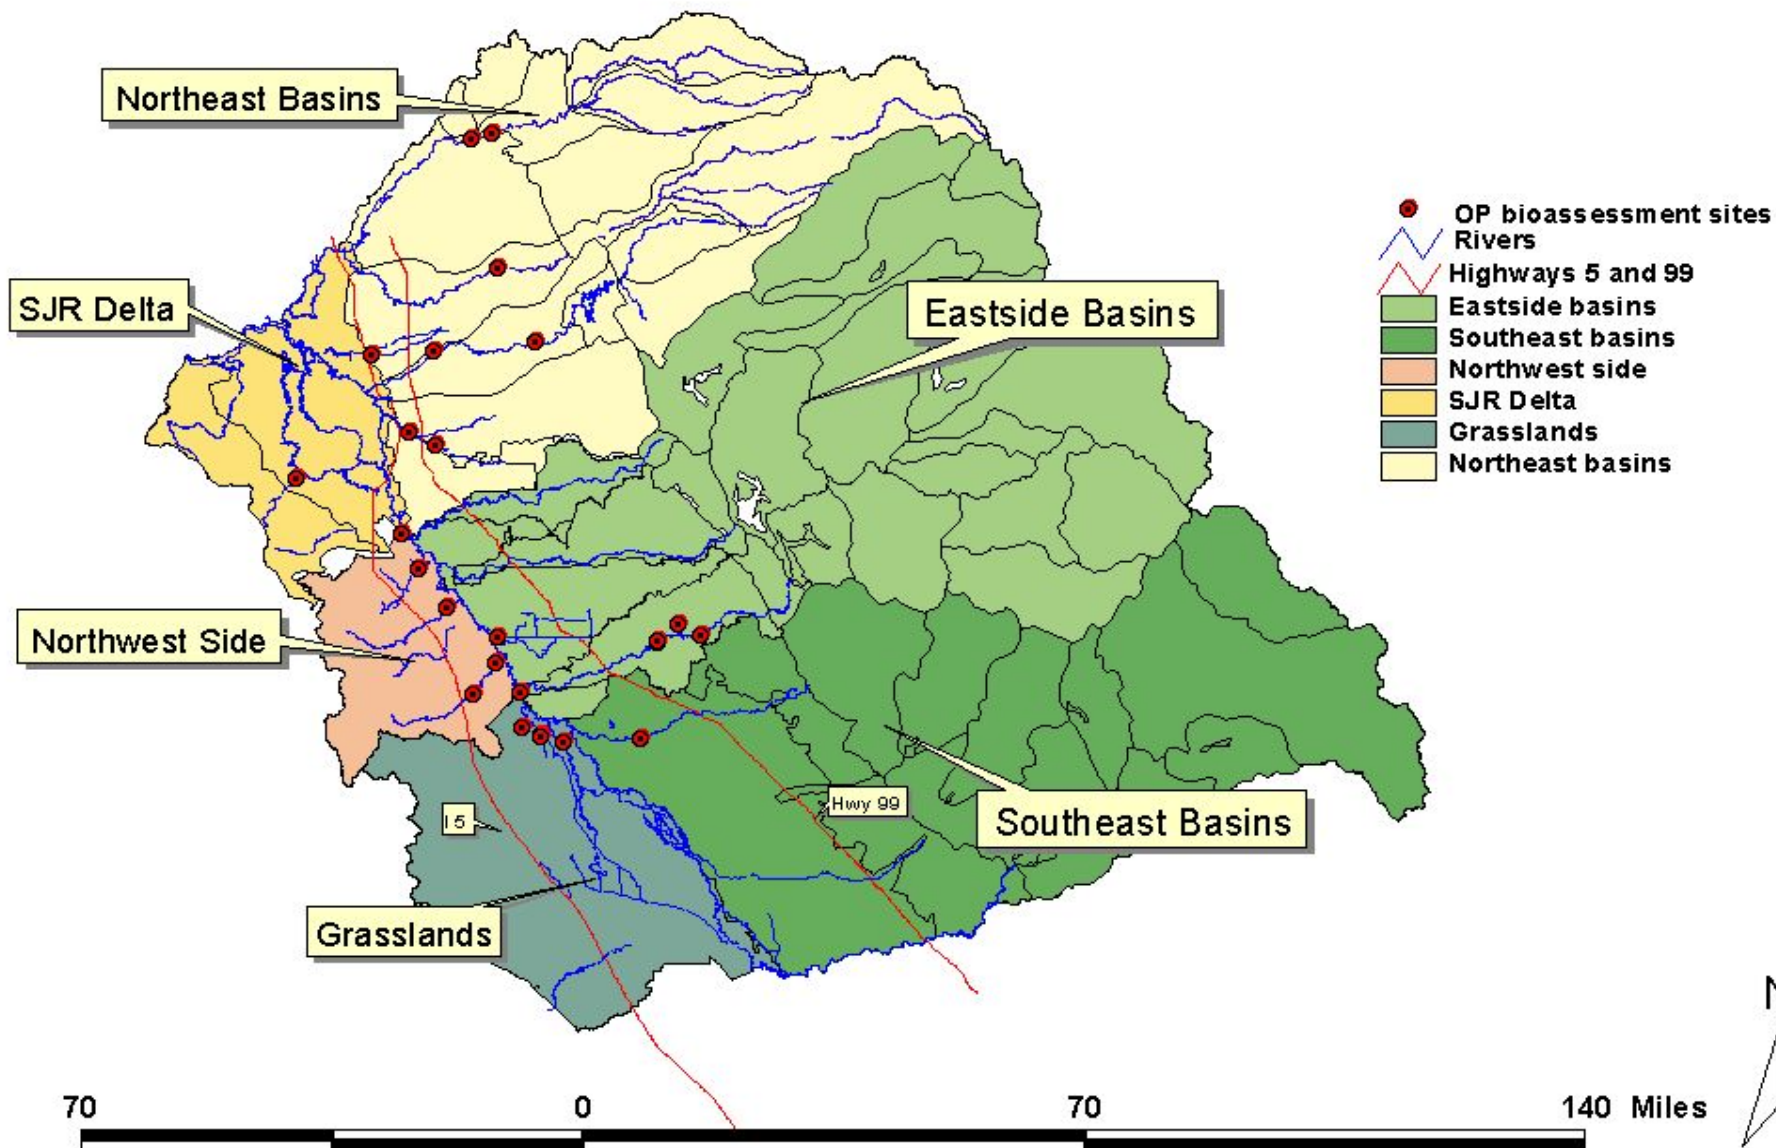 Northeast Basins
SJR Delta
Eastside Basins
OP bioassessment sites
Rivers
Highways 5 and 99
Eastside basins
Southeast basins
Northwest side
SJR Delta
Grasslands
Northeast basins
Northwest Side
I 5
Hwy 99
Southeast Basins
Grasslands
N
70 0 70 140 Miles